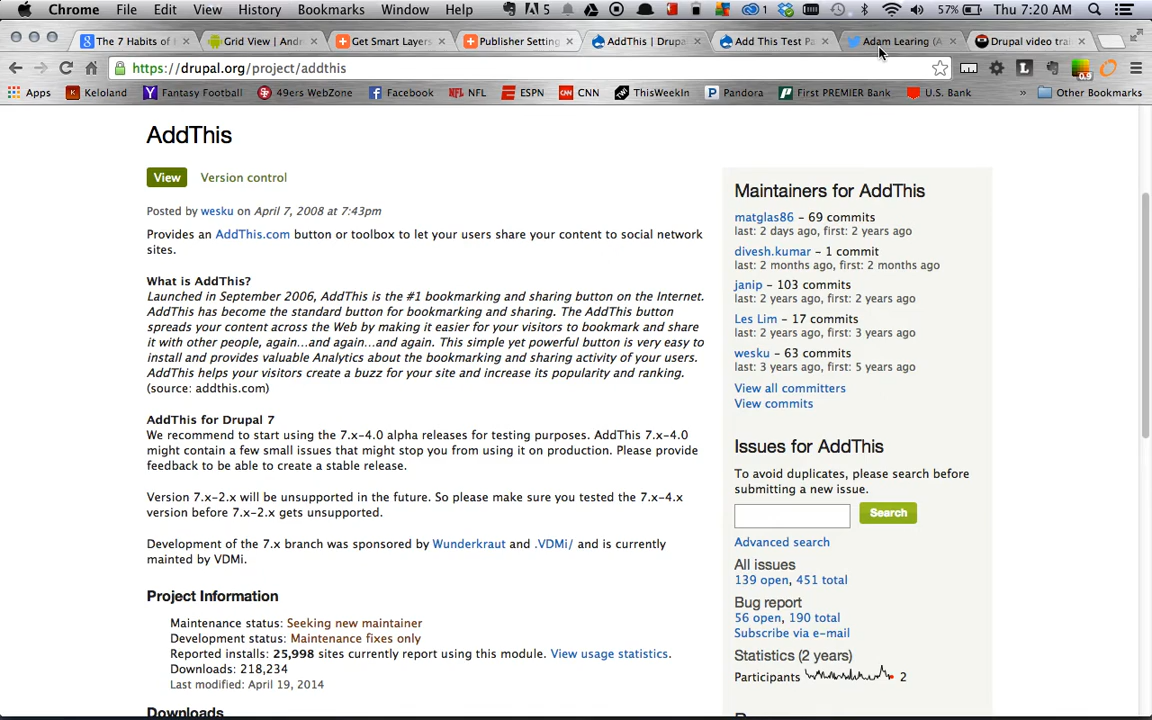 Chrome File Edit View History Bookmarks Window Help 5 1 57% Thu 7:20 AM
The 7 Habits of Grid View | Andr Get Smart Layers Publisher Setting AddThis | Drupa Add This Test Pa Adam Learing (A Drupal video trai
https://drupal.org/project/addthis
Apps Keloland Fantasy Football 49ers WebZone Facebook NFL ESPN CNN ThisWeekIn Pandora First PREMIER Bank U.S. Bank » Other Bookmarks
AddThis
View Version control
Posted by wesku on April 7, 2008 at 7:43pm
Provides an AddThis.com button or toolbox to let your users share your content to social network
sites.
What is AddThis?
Launched in September 2006, AddThis is the #1 bookmarking and sharing button on the Internet.
AddThis has become the standard button for bookmarking and sharing. The AddThis button
spreads your content across the Web by making it easier for your visitors to bookmark and share
it with other people, again...and again...and again. This simple yet powerful button is very easy to
install and provides valuable Analytics about the bookmarking and sharing activity of your users.
AddThis helps your visitors create a buzz for your site and increase its popularity and ranking.
(source: addthis.com)
AddThis for Drupal 7
We recommend to start using the 7.x-4.0 alpha releases for testing purposes. AddThis 7.x-4.0
might contain a few small issues that might stop you from using it on production. Please provide
feedback to be able to create a stable release.
Version 7.x-2.x will be unsupported in the future. So please make sure you tested the 7.x-4.x
version before 7.x-2.x gets unsupported.
Development of the 7.x branch was sponsored by Wunderkraut and .VDMi/ and is currently
mainted by VDMi.
Project Information
Maintenance status: Seeking new maintainer
Development status: Maintenance fixes only
Reported installs: 25,998 sites currently report using this module. View usage statistics.
Downloads: 218,234
Last modified: April 19, 2014
Downloads
Maintainers for AddThis
matglas86 – 69 commits
last: 2 days ago, first: 2 years ago
divesh.kumar – 1 commit
last: 2 months ago, first: 2 months ago
janip – 103 commits
last: 2 years ago, first: 2 years ago
Les Lim – 17 commits
last: 2 years ago, first: 3 years ago
wesku – 63 commits
last: 3 years ago, first: 5 years ago
View all committers
View commits
Issues for AddThis
To avoid duplicates, please search before
submitting a new issue.
Search
Advanced search
All issues
139 open, 451 total
Bug report
56 open, 190 total
Subscribe via e-mail
Statistics (2 years)
Participants 2